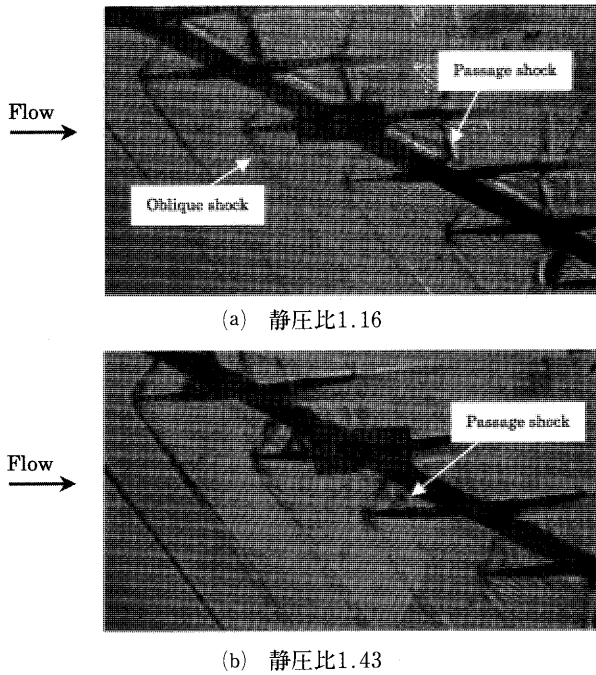 Passage shock
Flow
Oblique shock
(a) 静圧比1.16
Passage shock
Flow
(b) 静圧比1.43